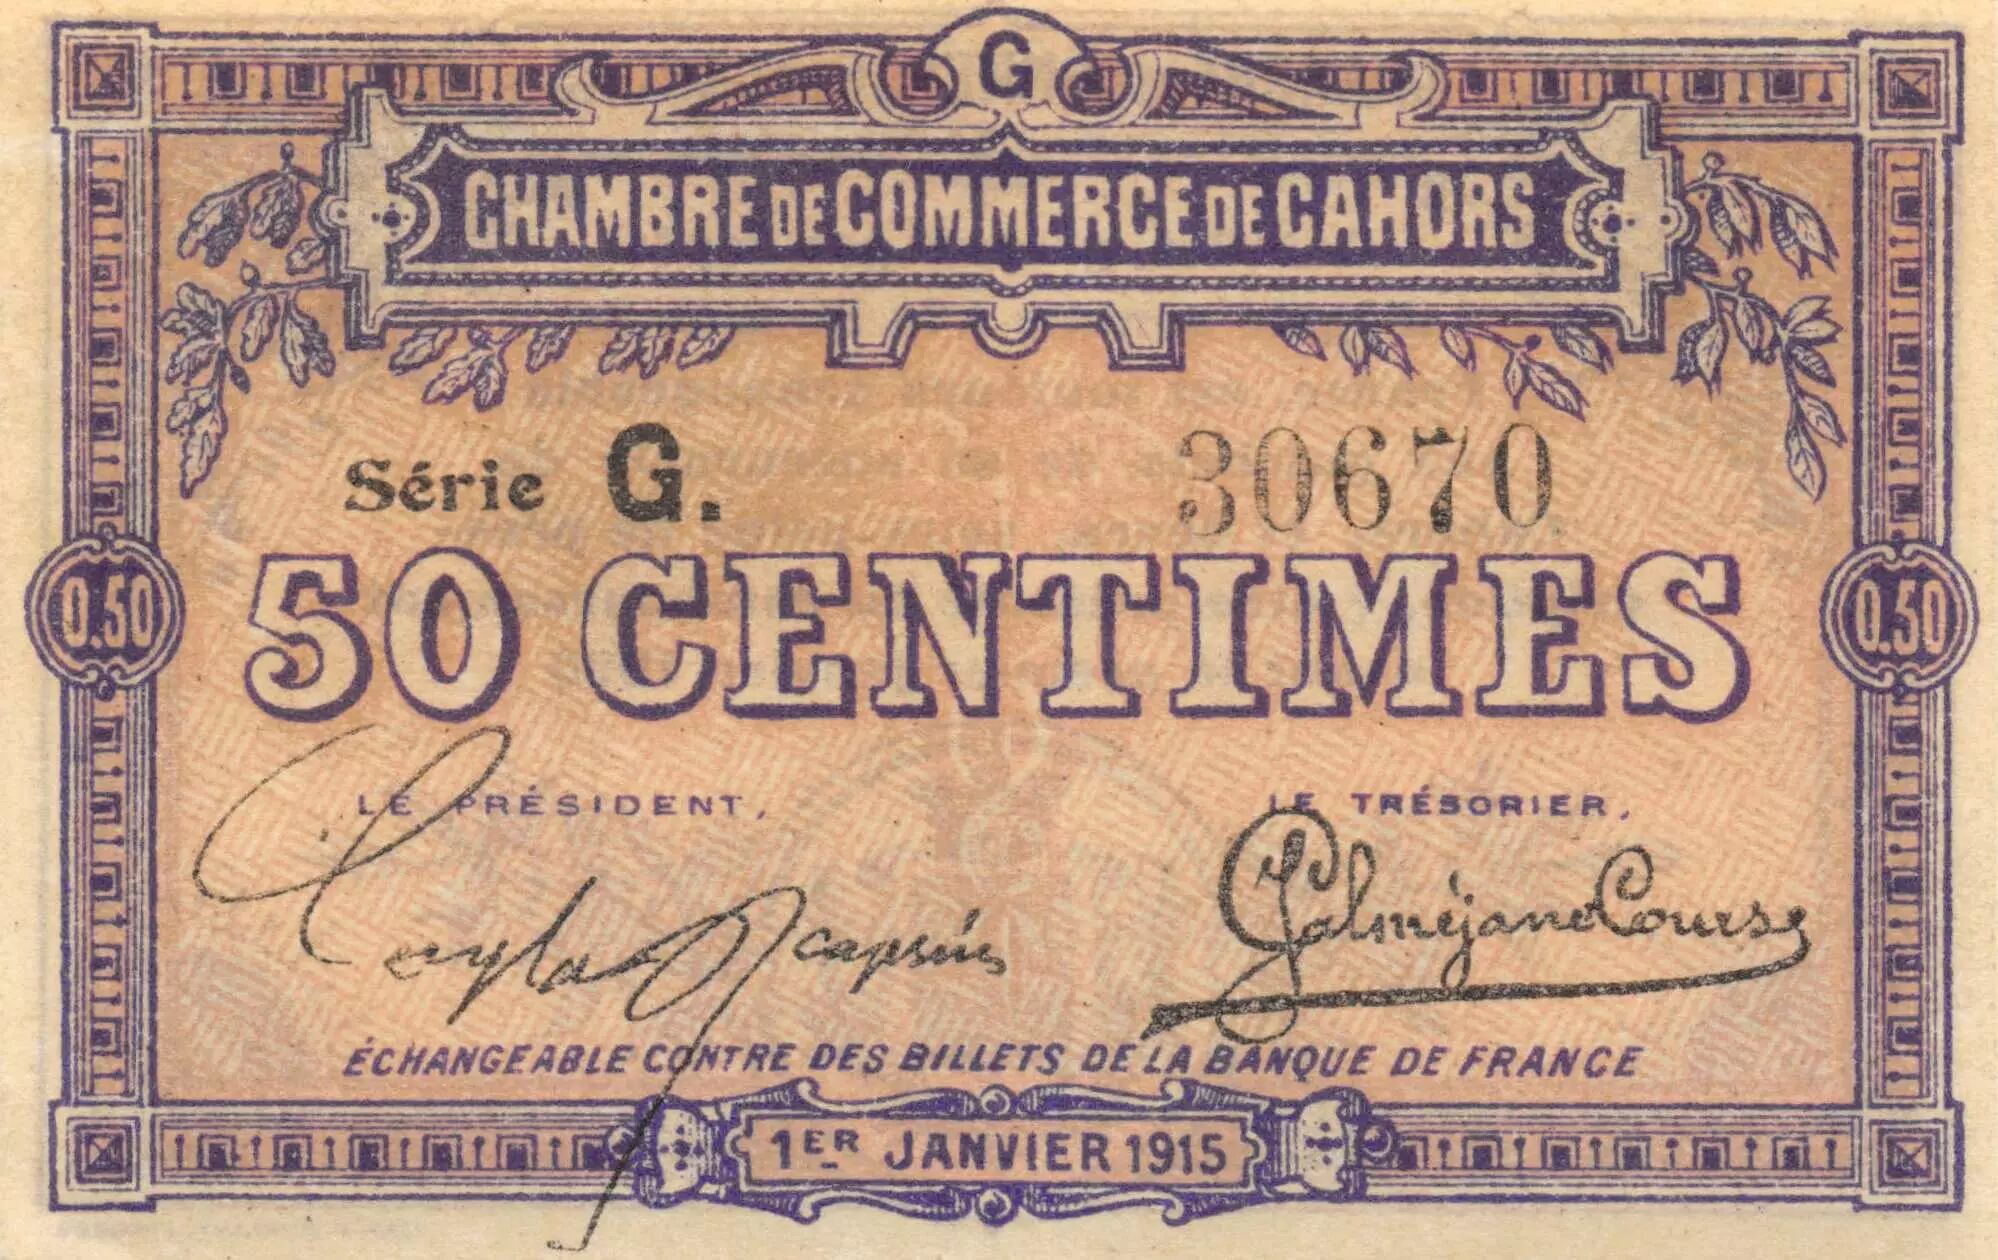 G
CHAMBRE DE COMMERCE DE CAHORS
Série G. 30670
50 CENTIMES
0.50 0.50
LE PRÉSIDENT, LE TRÉSORIER,
ÉCHANGEABLE CONTRE DES BILLETS DE LA BANQUE DE FRANCE
1ER JANVIER 1915